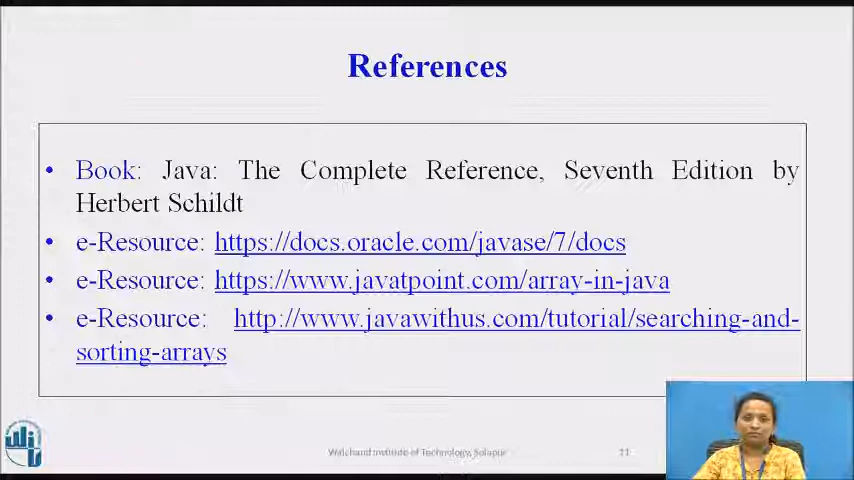 References
• Book: Java: The Complete Reference, Seventh Edition by
Herbert Schildt
• e-Resource: https://docs.oracle.com/javase/7/docs
• e-Resource: https://www.javatpoint.com/array-in-java
• e-Resource: http://www.javawithus.com/tutorial/searching-and-
sorting-arrays
Walchand Institute of Technology, Solapur
11